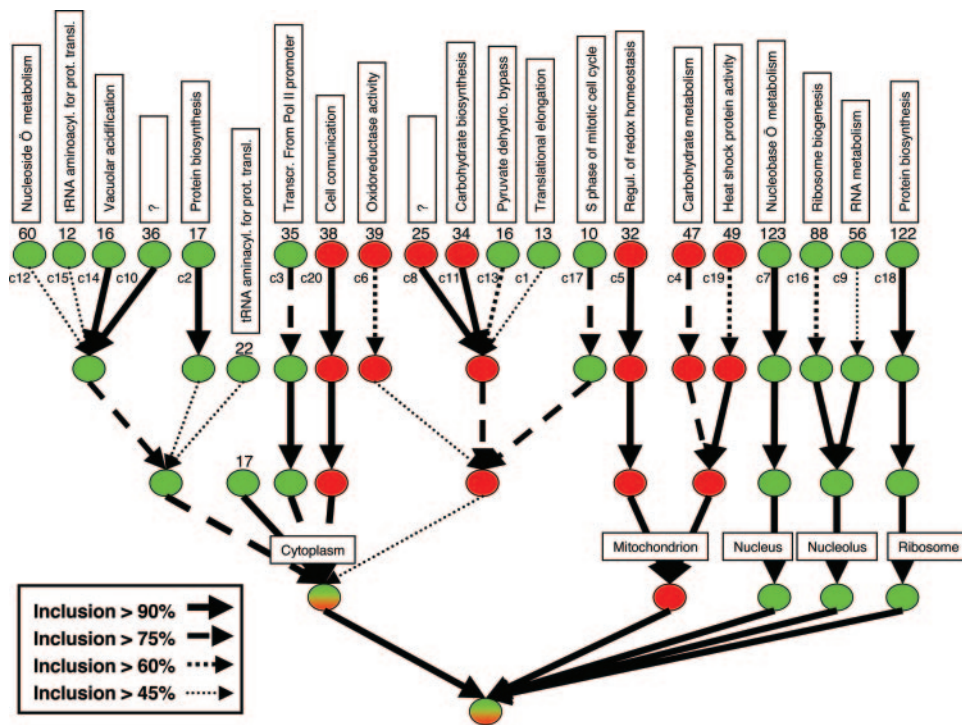 Nucleoside Ō metabolism
tRNA aminoacyl. for prot. transl.
Vacuolar acidification
?
Protein biosynthesis
tRNA aminacyl. for prot. transl.
Transcr. From Pol II promoter
Cell comunication
Oxidoreductase activity
?
Carbohydrate biosynthesis
Pyruvate dehydro. bypass
Translational elongation
S phase of mitotic cell cycle
Regul. of redox homeostasis
Carbohydrate metabolism
Heat shock protein activity
Nucleobase Ō metabolism
Ribosome biogenesis
RNA metabolism
Protein biosynthesis
60 12 16 36 17 35 38 39 25 34 16 13 10 32 47 49 123 88 56 122
c12 c15 c14 c10 c2 c3 c20 c6 c8 c11 c13 c1 c17 c5 c4 c19 c7 c16 c9 c18
22
17
Cytoplasm Mitochondrion Nucleus Nucleolus Ribosome
Inclusion > 90%
Inclusion > 75%
Inclusion > 60%
Inclusion > 45%